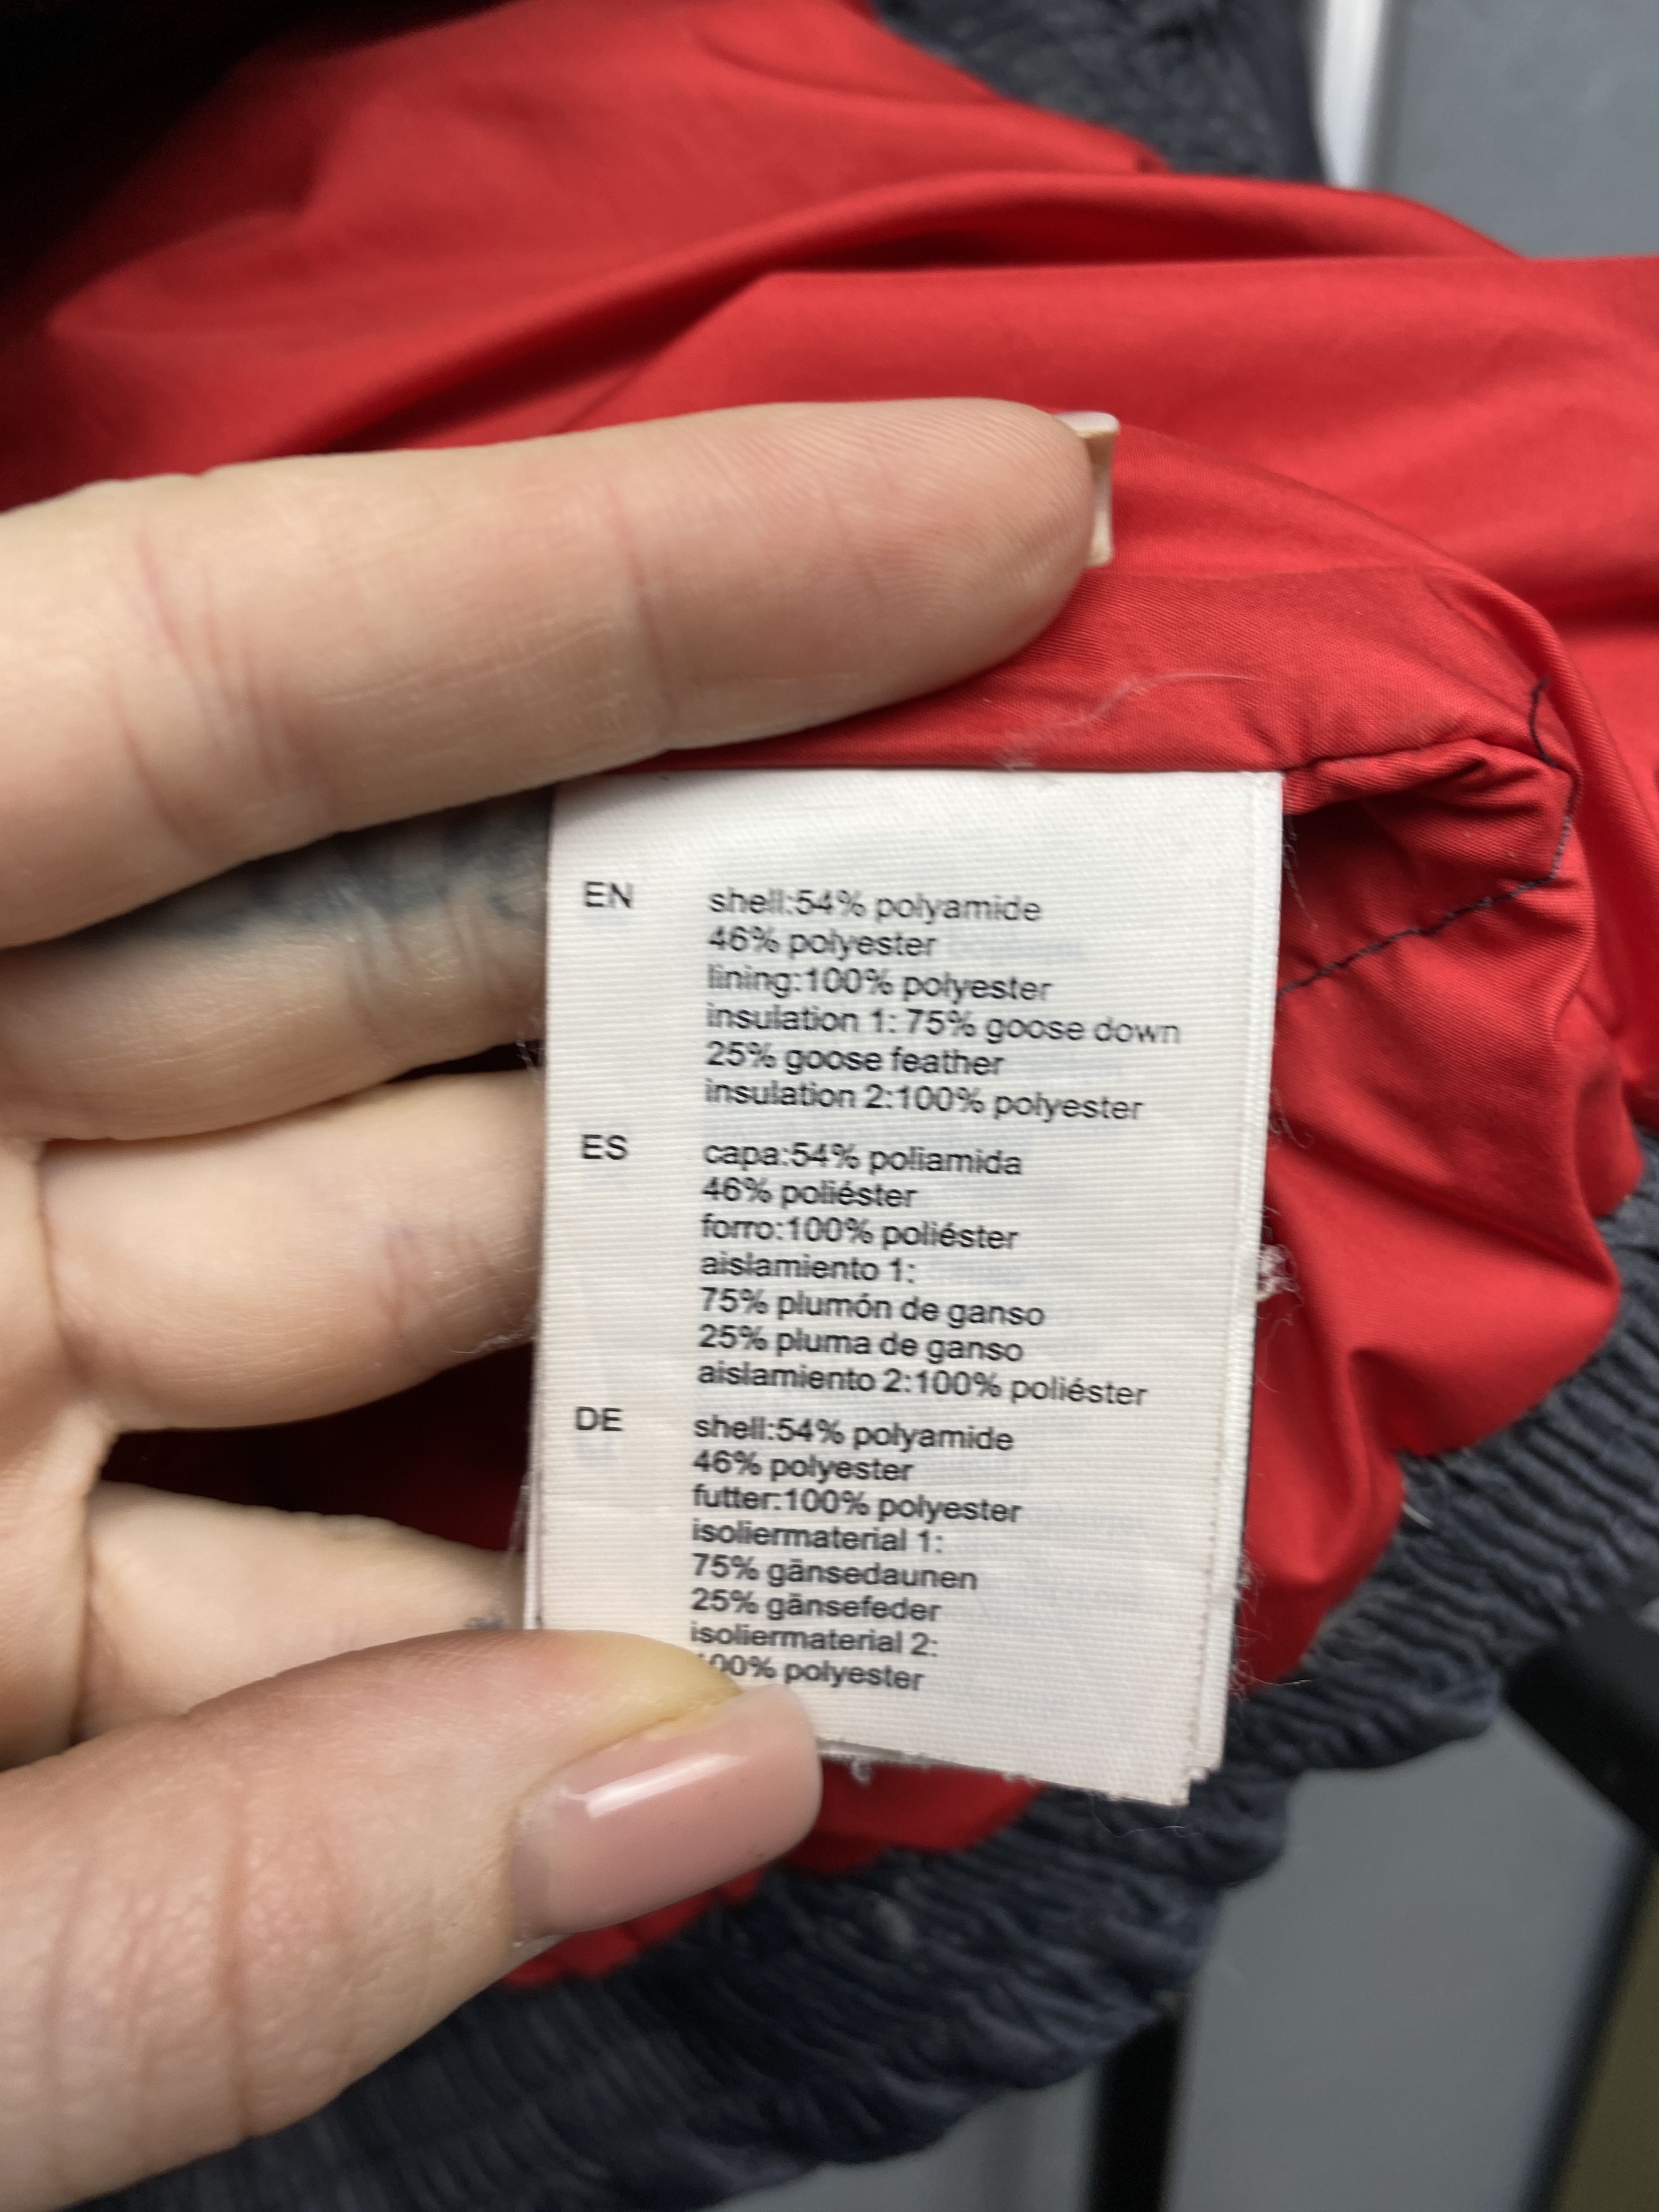 EN shell:54% polyamide
46% polyester
lining:100% polyester
insulation 1: 75% goose down
25% goose feather
insulation 2:100% polyester
ES capa:54% poliamida
46% poliéster
forro:100% poliéster
aislamiento 1:
75% plumón de ganso
25% pluma de ganso
aislamiento 2:100% poliéster
DE shell:54% polyamide
46% polyester
futter:100% polyester
isoliermaterial 1:
75% gänsedaunen
25% gänsefeder
isoliermaterial 2:
100% polyester